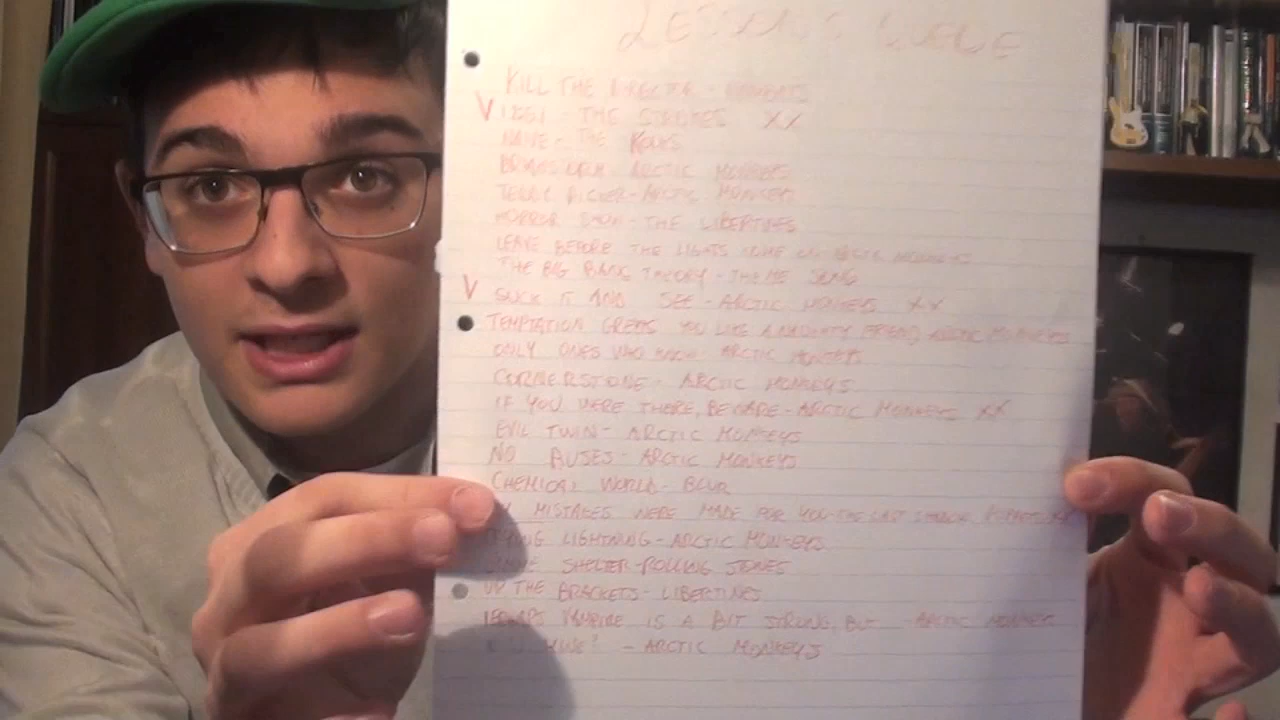 LESSONS QUEUE
KILL THE DIRECTOR - WOMBATS
V 12:51 - THE STROKES XX
NAIVE - THE KOOKS
BRIANSTORM - ARCTIC MONKEYS
TEDDY PICKER - ARCTIC MONKEYS
HORROR SHOW - THE LIBERTINES
LEAVE BEFORE THE LIGHTS COME ON - ARCTIC MONKEYS
THE BIG BANG THEORY - THEME SONG
V SUCK IT AND SEE - ARCTIC MONKEYS XX
TEMPTATION GREETS YOU LIKE A NAUGHTY FRIEND ARCTIC MONKEYS
ONLY ONES WHO KNOW - ARCTIC MONKEYS
CORNERSTONE - ARCTIC MONKEYS
IF YOU WERE THERE, BEWARE - ARCTIC MONKEYS XX
EVIL TWIN - ARCTIC MONKEYS
NO BUSES - ARCTIC MONKEYS
CHEMICAL WORLD - BLUR
MISTAKES WERE MADE FOR YOU - THE LAST SHADOW PUPPETS XX
CRYING LIGHTNING - ARCTIC MONKEYS
SHELTER - ROLLING STONES
UP THE BRACKETS - LIBERTINES
PERHAPS VAMPIRE IS A BIT STRONG, BUT - ARCTIC MONKEYS
- ARCTIC MONKEYS